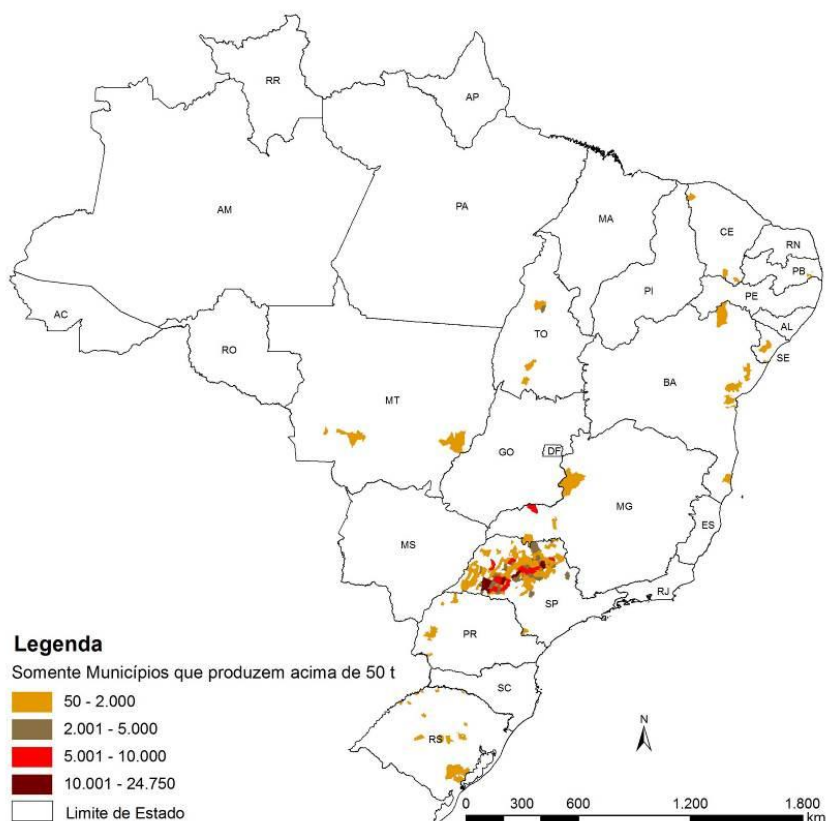 RR
AP
AM
PA
MA
CE
RN
PB
PE
PI
AL
SE
AC
RO
TO
BA
MT
GO
DF
MG
ES
MS
SP
RJ
PR
SC
RS
Legenda
Somente Municípios que produzem acima de 50 t
50 - 2.000
2.001 - 5.000
5.001 - 10.000
10.001 - 24.750
Limite de Estado
N
0 300 600 1.200 1.800
km